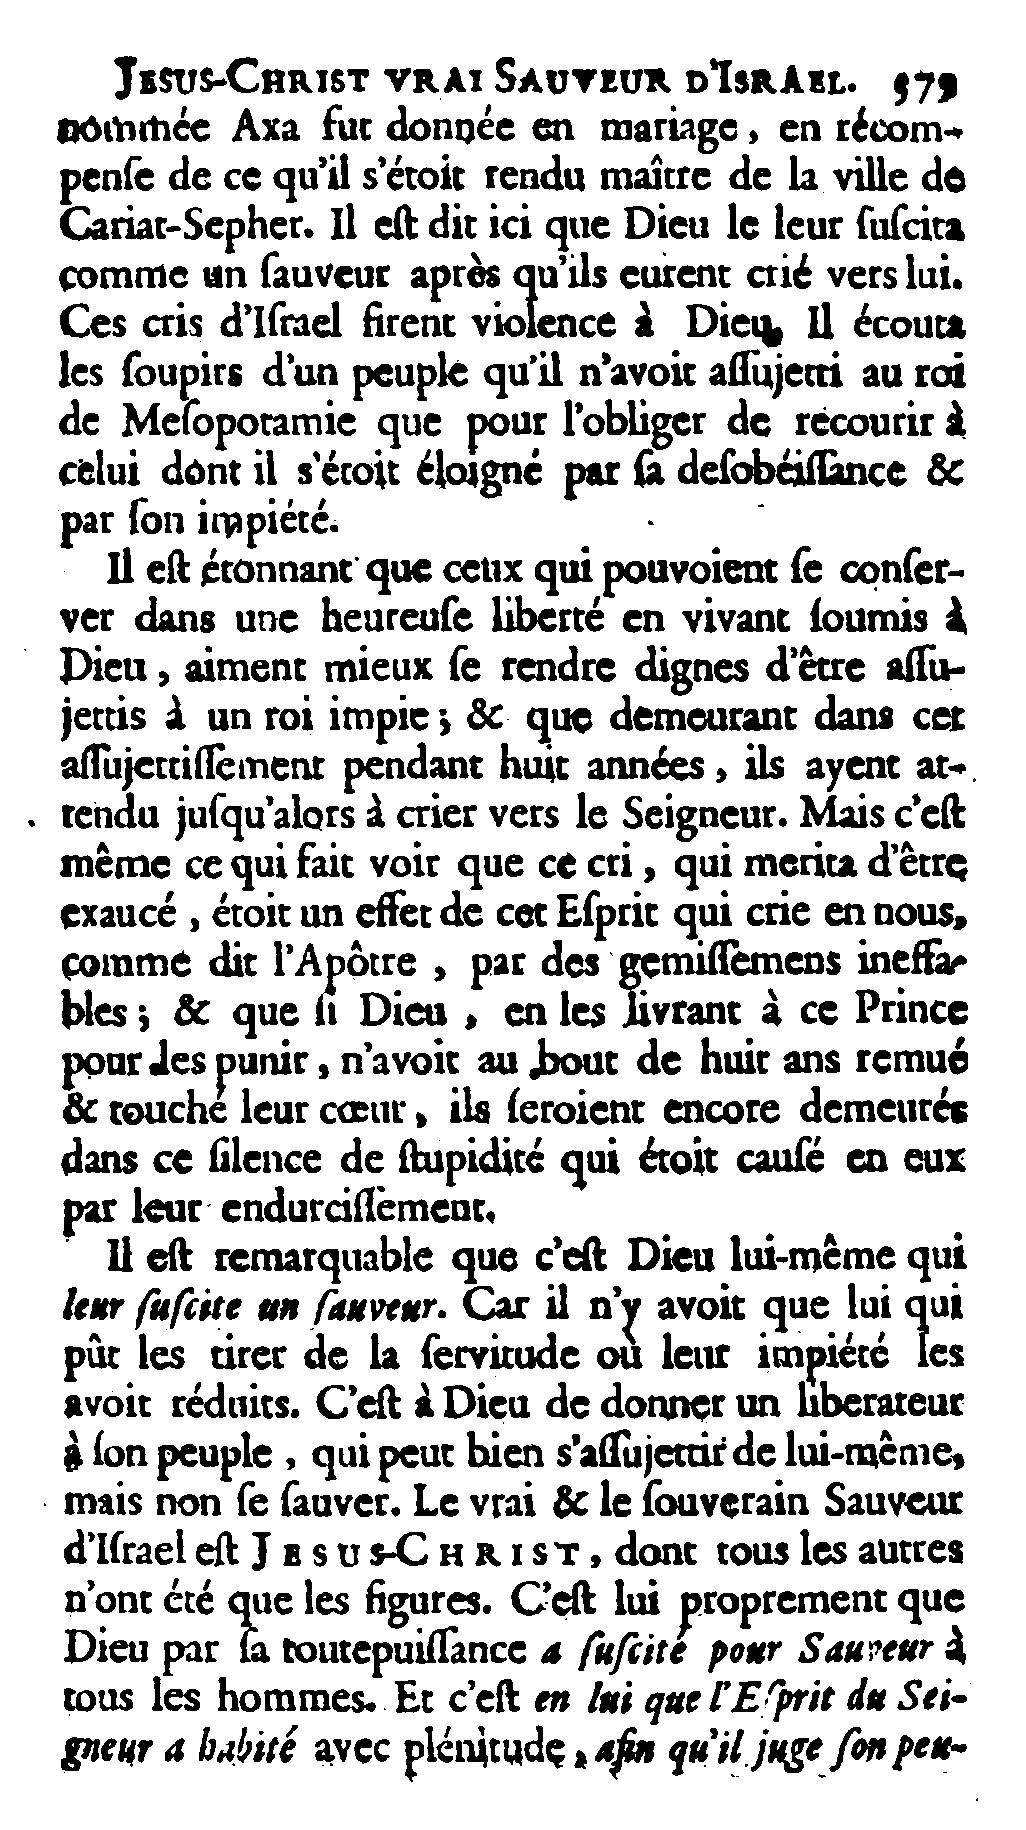 JESUS-CHRIST VRAI SAUVEUR D'ISRAEL. 579
nommée Axa fut donnée en mariage, en récom-
penſe de ce qu'il s'étoit rendu maître de la ville de
Cariat-Sepher. Il eſt dit ici que Dieu le leur ſuſcita
comme un ſauveur après qu'ils eurent crié vers lui.
Ces cris d'Iſrael firent violence à Dieu. Il écouta
les ſoupirs d'un peuple qu'il n'avoit aſſujetti au roi
de Meſopotamie que pour l'obliger de recourir à
celui dont il s'étoit éloigné par ſa deſobéiſſance &
par ſon impiété.
Il eſt étonnant que ceux qui pouvoient ſe conſer-
ver dans une heureuſe liberté en vivant ſoumis à
Dieu, aiment mieux ſe rendre dignes d'être aſſu-
jettis à un roi impie; & que demeurant dans cet
aſſujettiſſement pendant huit années, ils ayent at-
tendu juſqu'alors à crier vers le Seigneur. Mais c'eſt
même ce qui fait voir que ce cri, qui merita d'être
exaucé, étoit un effet de cet Eſprit qui crie en nous,
comme dit l'Apôtre, par des gemiſſemens ineffa-
bles; & que ſi Dieu, en les livrant à ce Prince
pour les punir, n'avoit au bout de huit ans remué
& touché leur cœur, ils ſeroient encore demeurés
dans ce ſilence de ſtupidité qui étoit cauſé en eux
par leur endurciſſement.
Il eſt remarquable que c'eſt Dieu lui-même qui
leur ſuſcite un ſauveur. Car il n'y avoit que lui qui
pût les tirer de la ſervitude où leur impiété les
avoit réduits. C'eſt à Dieu de donner un liberateur
à ſon peuple, qui peut bien s'aſſujettir de lui-même,
mais non ſe ſauver. Le vrai & le ſouverain Sauveur
d'Iſrael eſt JESUS-CHRIST, dont tous les autres
n'ont été que les figures. C'eſt lui proprement que
Dieu par ſa toutepuiſſance a ſuſcité pour Sauveur à
tous les hommes. Et c'eſt en lui que l'Eſprit du Sei-
gneur a habité avec plénitude, afin qu'il juge ſon peu-